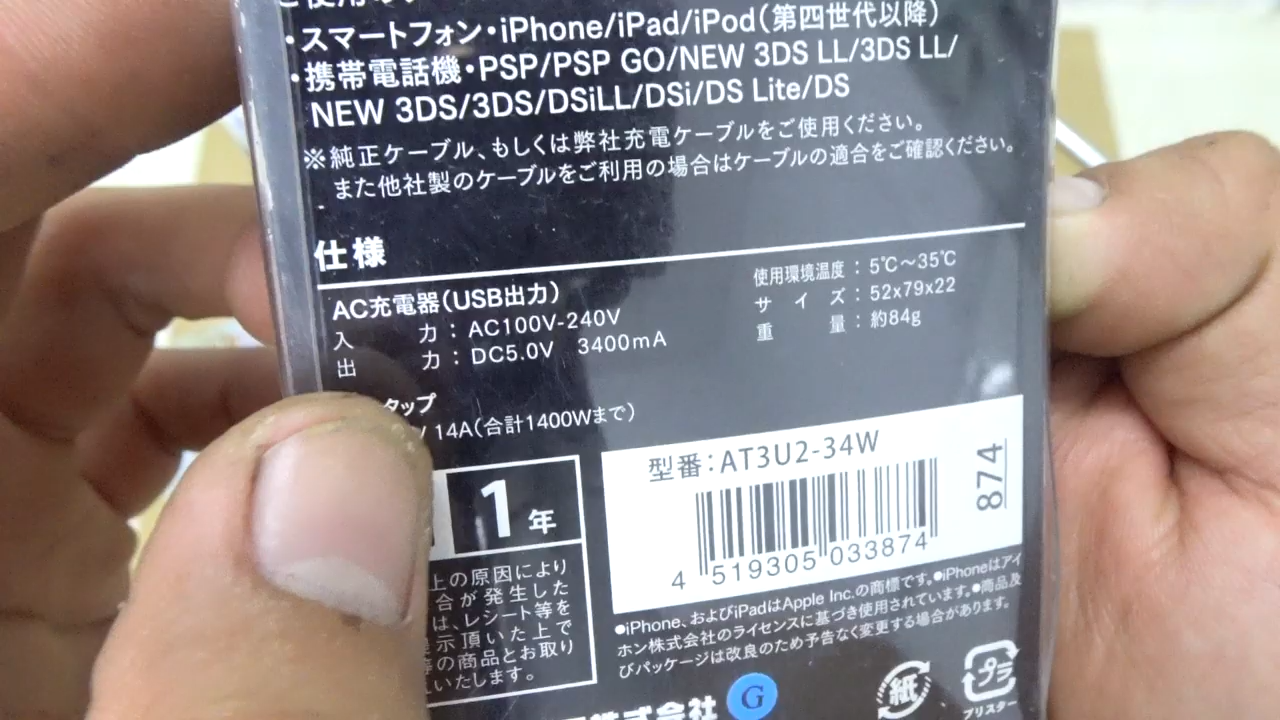 ・スマートフォン・iPhone/iPad/iPod(第四世代以降)
・携帯電話機・PSP/PSP GO/NEW 3DS LL/3DS LL/
NEW 3DS/3DS/DSiLL/DSi/DS Lite/DS
※純正ケーブル、もしくは弊社充電ケーブルをご使用ください。
また他社製のケーブルをご利用の場合はケーブルの適合をご確認ください。
仕様
AC充電器(USB出力)
入力：AC100V-240V
出力：DC5.0V 3400mA
使用環境温度：5℃〜35℃
サイズ：52x79x22
重量：約84g
タップ
14A(合計1400Wまで)
1年
上の原因により
合が発生した
は、レシート等を
示頂いた上で
の商品とお取り
いたします。
型番：AT3U2-34W
874
4 519305 033874
●iPhone、およびiPadはApple Inc.の商標です。●iPhoneはアイ
ホン株式会社のライセンスに基づき使用されています。●商品及
びパッケージは改良のため予告なく変更する場合があります。
株式会社
G
紙
プラ
ブリスター